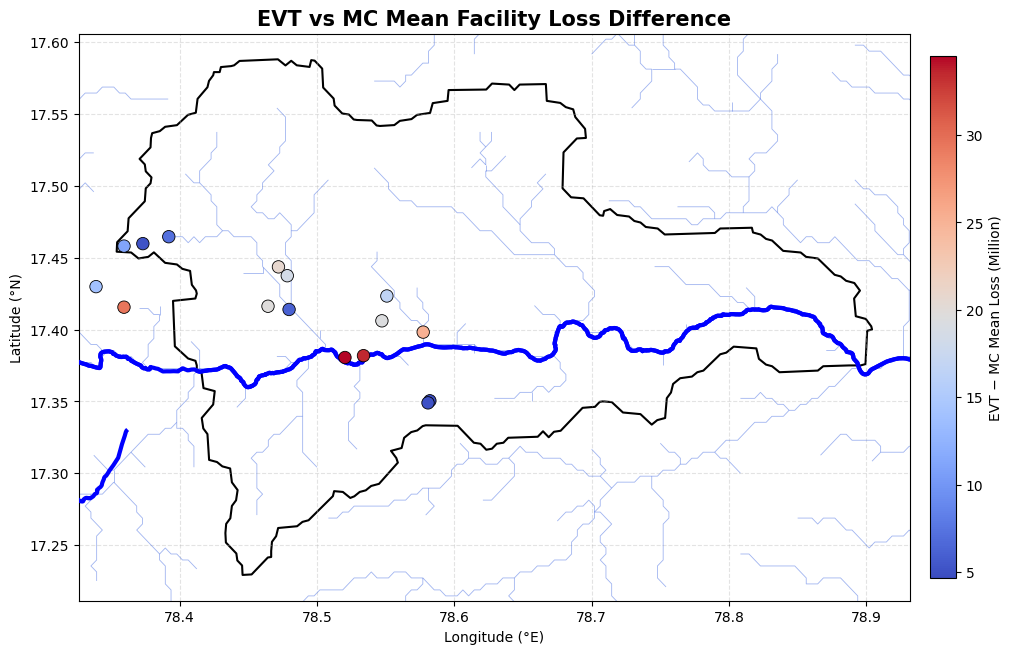 EVT vs MC Mean Facility Loss Difference
17.60
17.55
17.50
17.45
17.40
17.35
17.30
17.25
Latitude (°N)
78.4 78.5 78.6 78.7 78.8 78.9
Longitude (°E)
30
25
20
15
10
5
EVT − MC Mean Loss (Million)